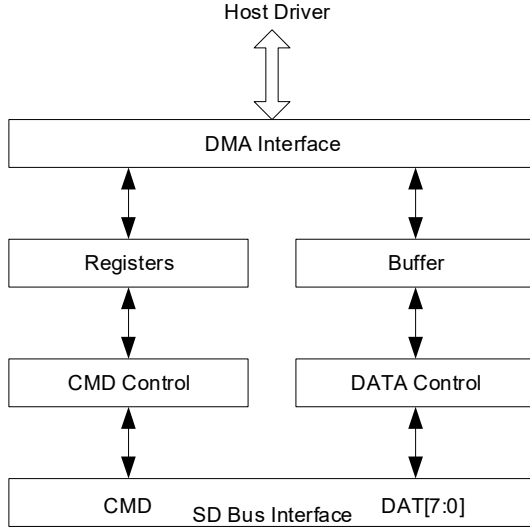 Host Driver
DMA Interface
Registers
Buffer
CMD Control
DATA Control
CMD
DAT[7:0]
SD Bus Interface